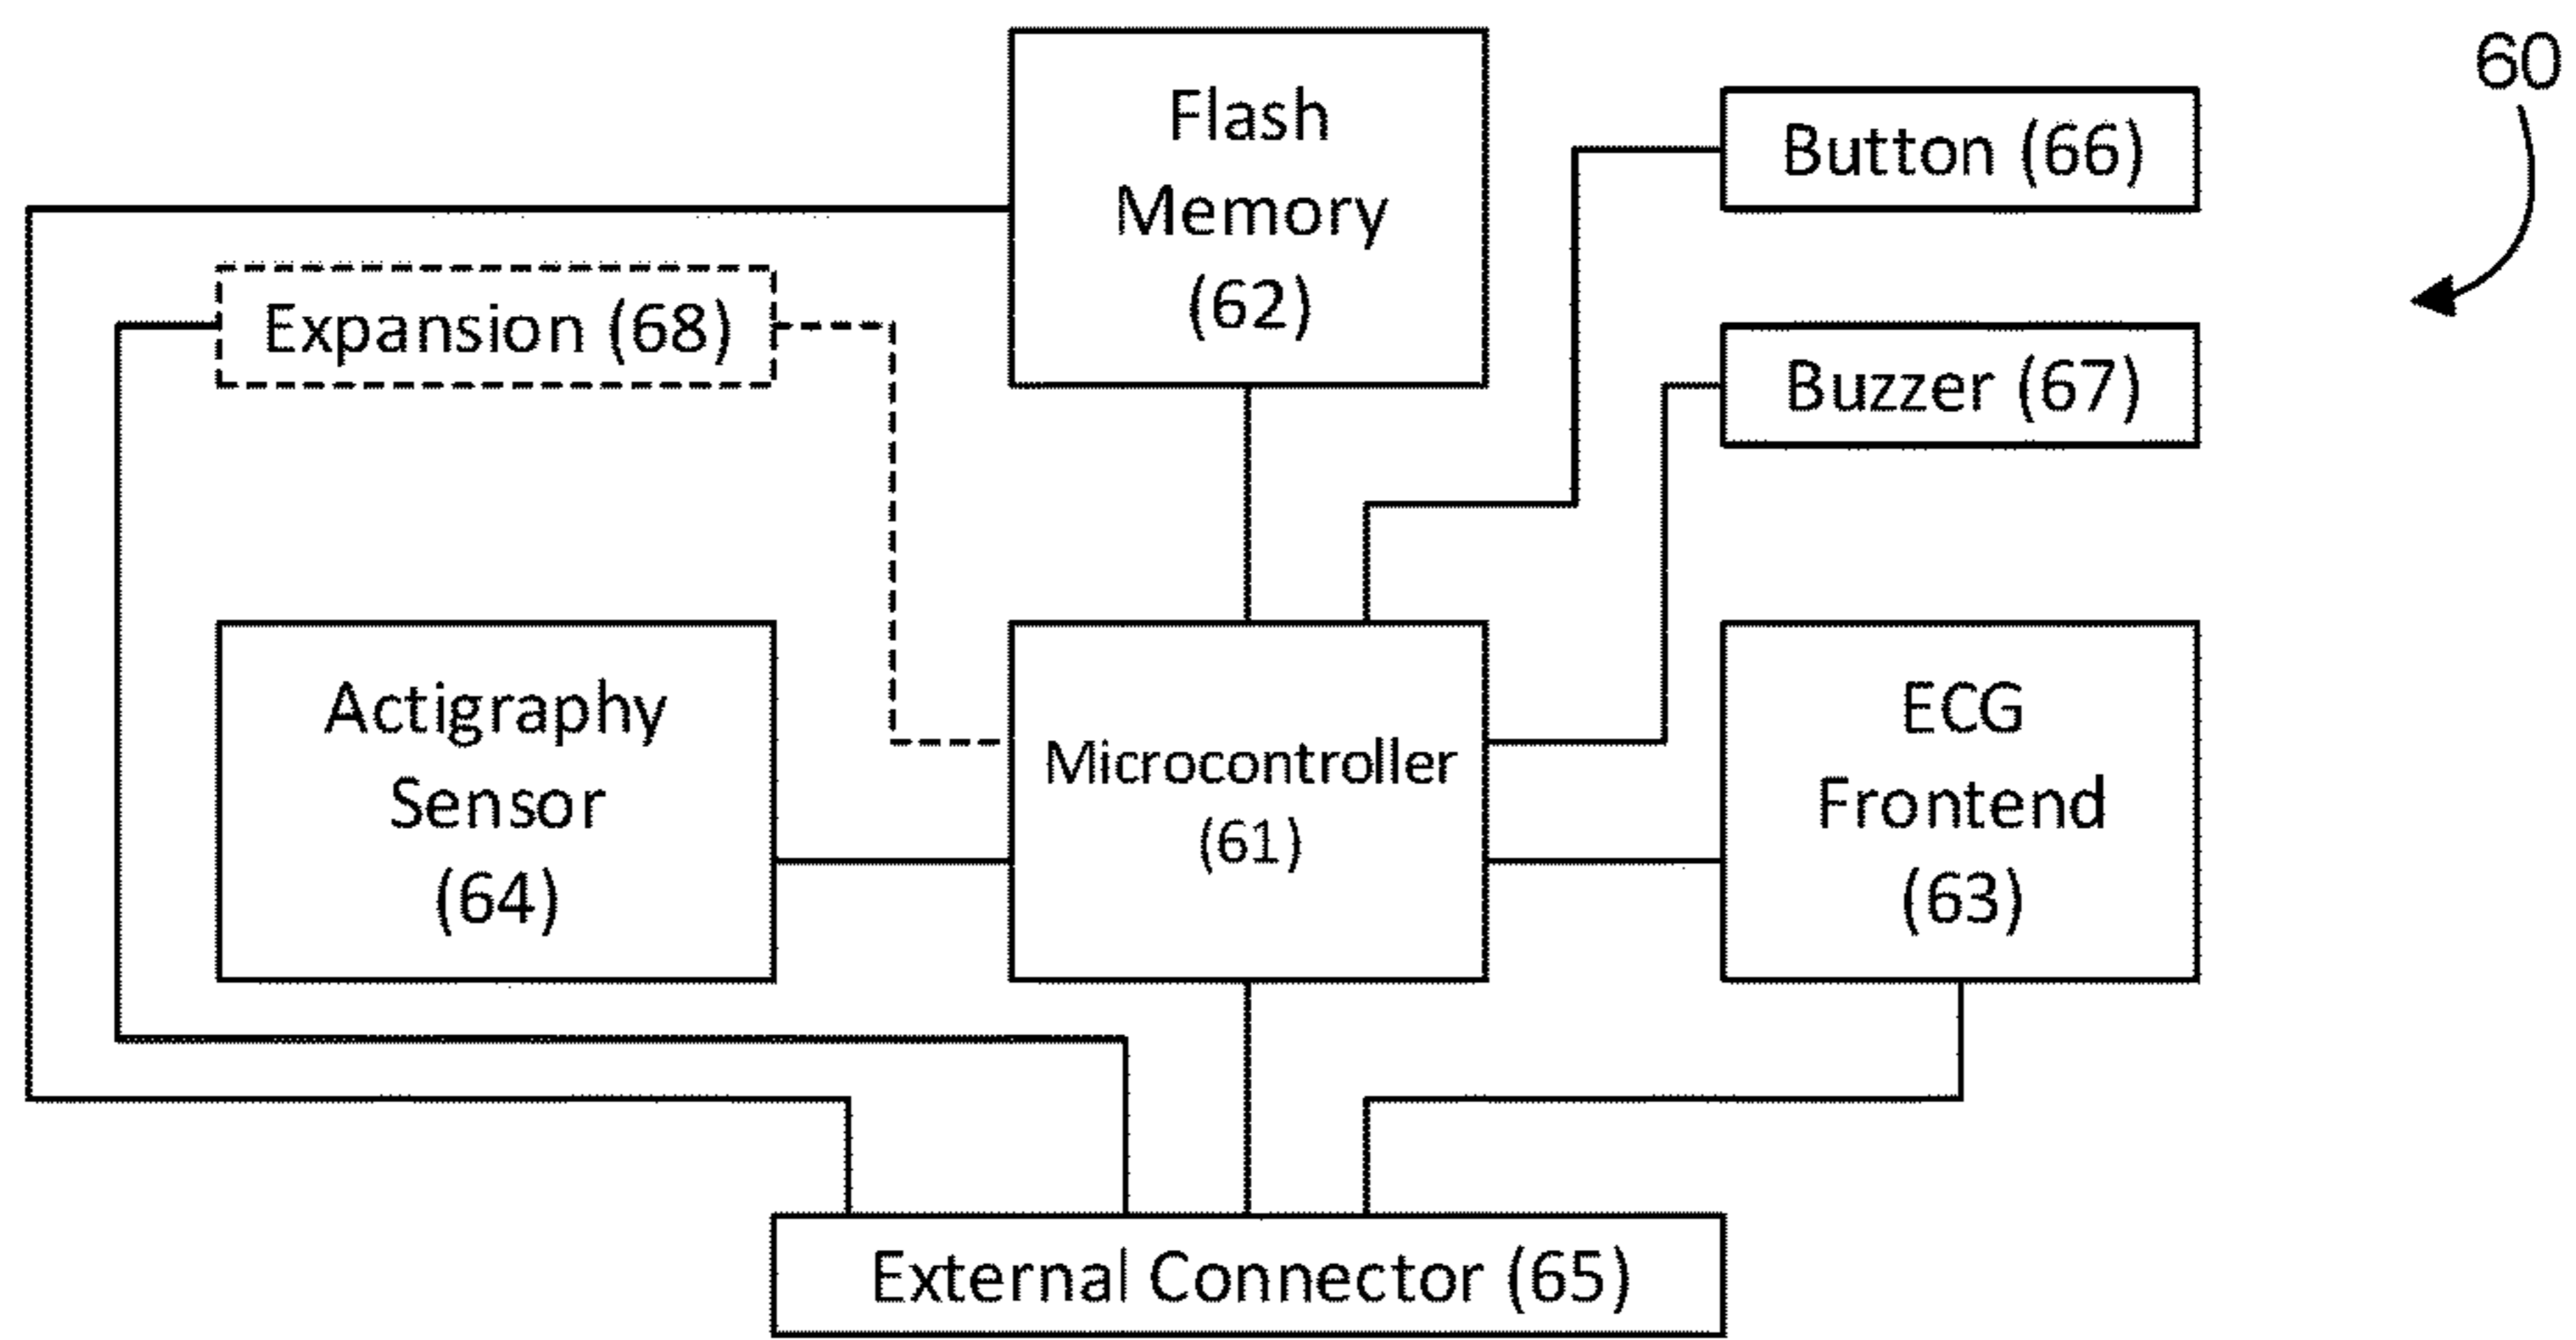 60
Flash
Memory
(62)
Button (66)
Expansion (68)
Buzzer (67)
Actigraphy
Sensor
(64)
Microcontroller
(61)
ECG
Frontend
(63)
External Connector (65)